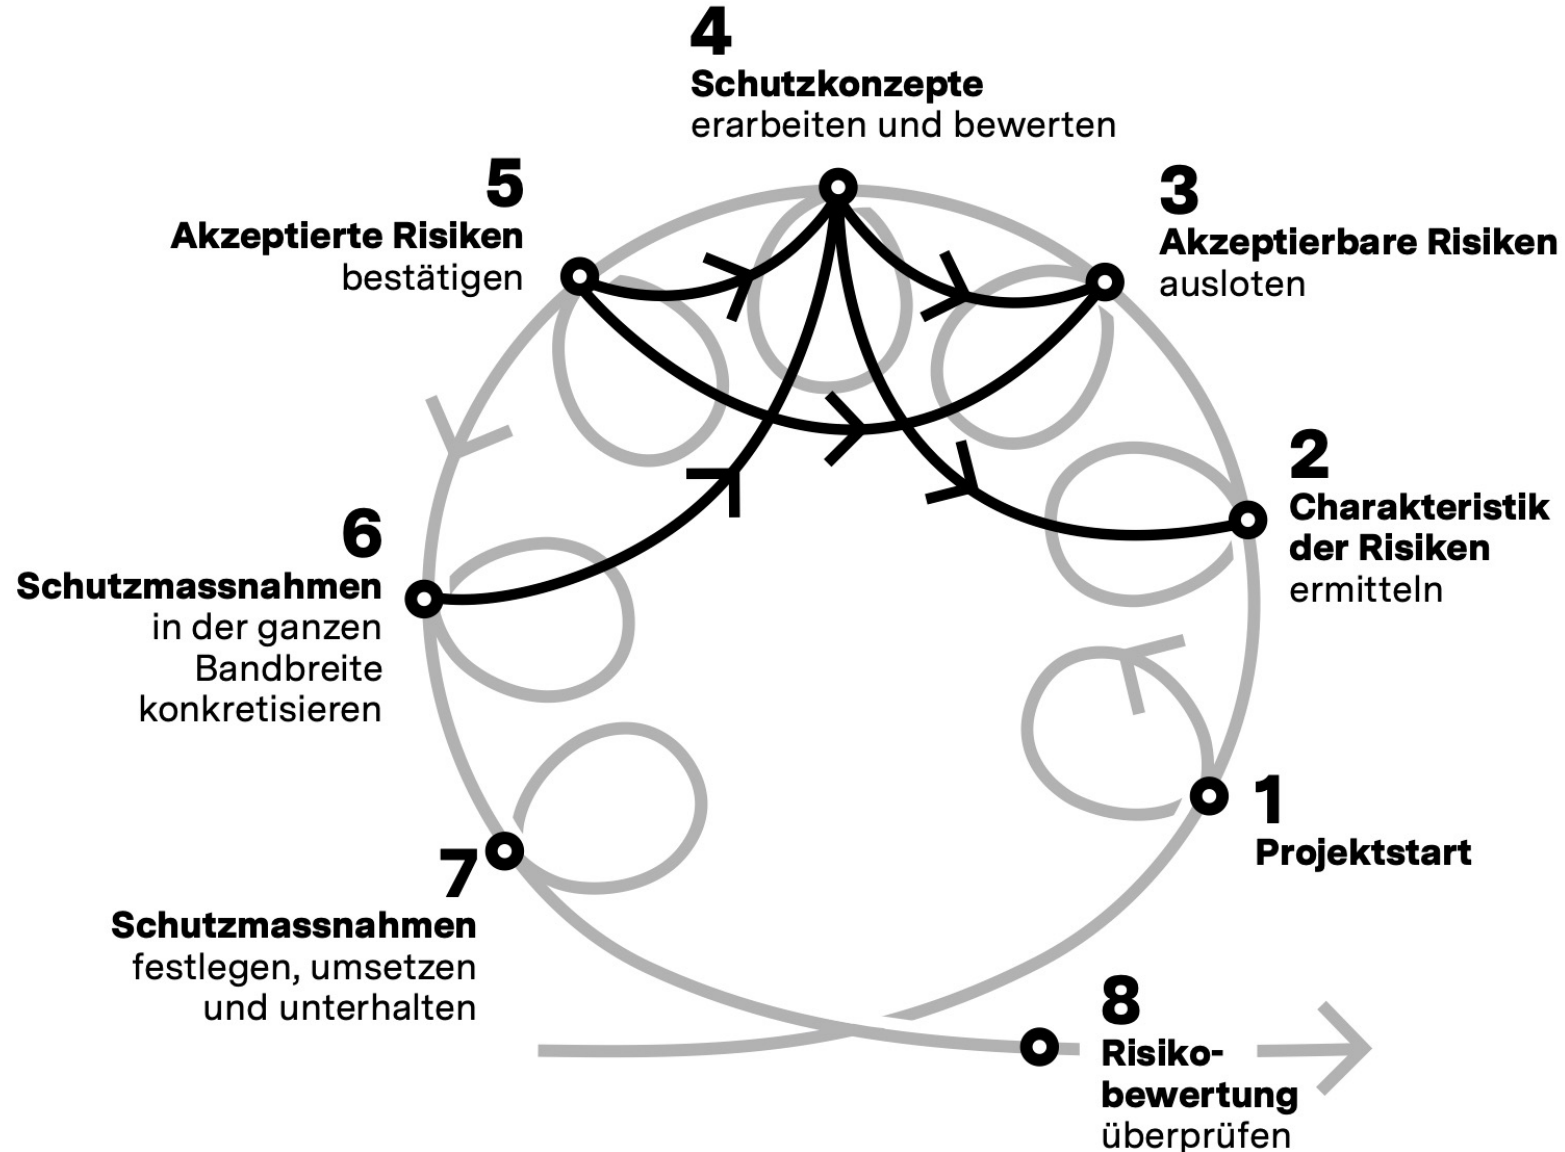 4
Schutzkonzepte
erarbeiten und bewerten
5
Akzeptierte Risiken
bestätigen
3
Akzeptierbare Risiken
ausloten
2
Charakteristik
der Risiken
ermitteln
6
Schutzmassnahmen
in der ganzen
Bandbreite
konkretisieren
1
Projektstart
7
Schutzmassnahmen
festlegen, umsetzen
und unterhalten
8
Risiko-
bewertung
überprüfen